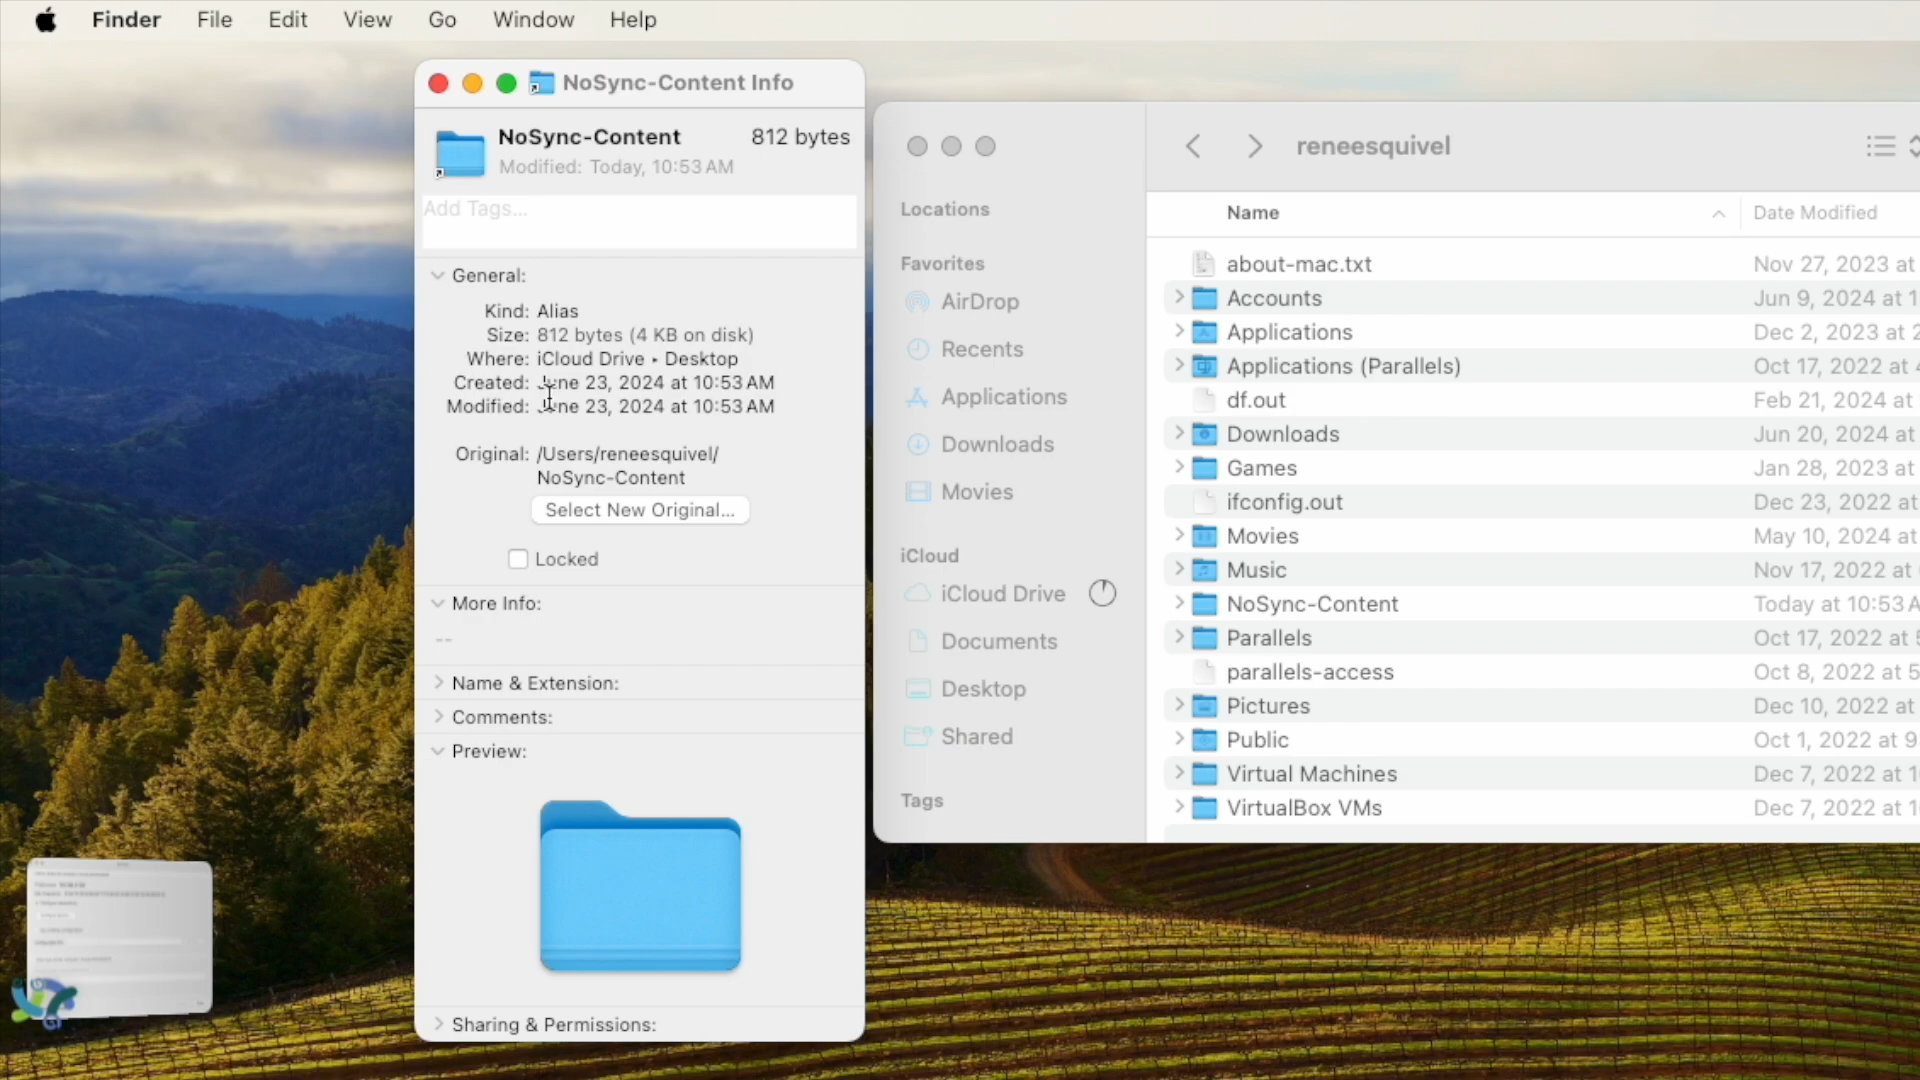 Finder File Edit View Go Window Help
NoSync-Content Info
NoSync-Content 812 bytes
Modified: Today, 10:53 AM
Add Tags...
General:
Kind: Alias
Size: 812 bytes (4 KB on disk)
Where: iCloud Drive ▸ Desktop
Created: June 23, 2024 at 10:53 AM
Modified: June 23, 2024 at 10:53 AM
Original: /Users/reneesquivel/
NoSync-Content
Select New Original...
Locked
More Info:
--
Name & Extension:
Comments:
Preview:
Sharing & Permissions:
Locations
Favorites
AirDrop
Recents
Applications
Downloads
Movies
iCloud
iCloud Drive
Documents
Desktop
Shared
Tags
reneesquivel
Name Date Modified
about-mac.txt Nov 27, 2023 at
Accounts Jun 9, 2024 at 1
Applications Dec 2, 2023 at 2
Applications (Parallels) Oct 17, 2022 at 4
df.out Feb 21, 2024 at
Downloads Jun 20, 2024 at
Games Jan 28, 2023 at
ifconfig.out Dec 23, 2022 at
Movies May 10, 2024 at
Music Nov 17, 2022 at
NoSync-Content Today at 10:53 A
Parallels Oct 17, 2022 at 5
parallels-access Oct 8, 2022 at 5
Pictures Dec 10, 2022 at
Public Oct 1, 2022 at 9
Virtual Machines Dec 7, 2022 at 1
VirtualBox VMs Dec 7, 2022 at 1